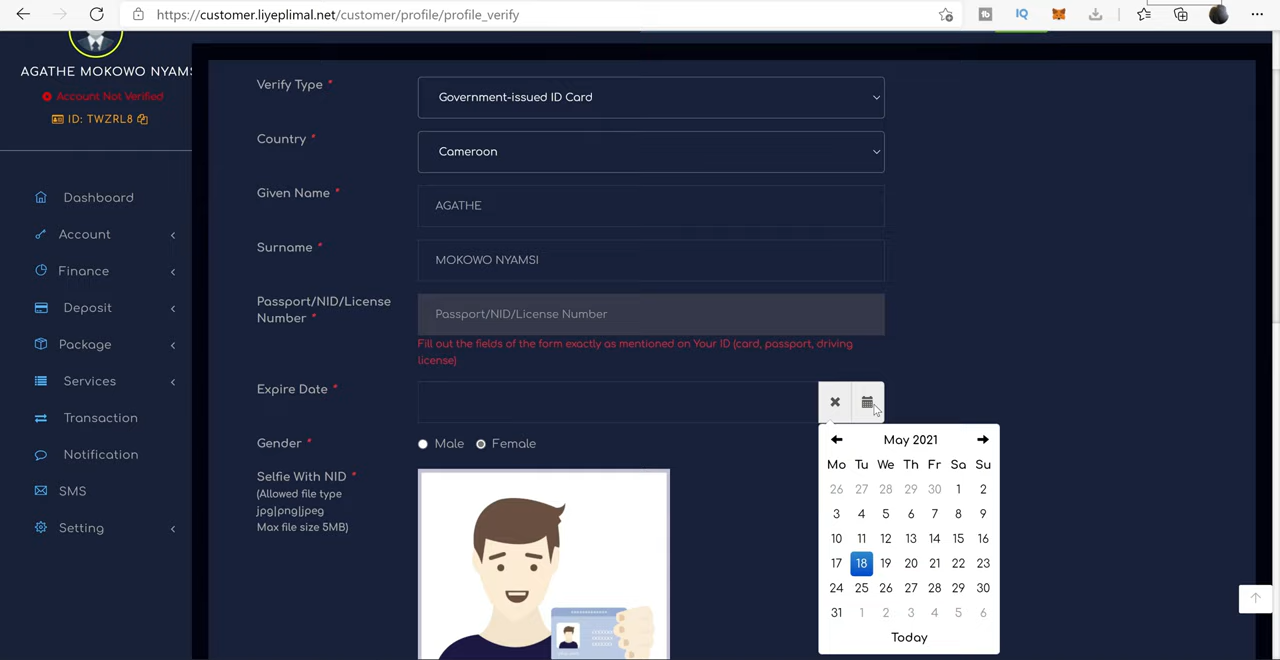 https://customer.liyeplimal.net/customer/profile/profile_verify
IQ
AGATHE MOKOWO NYAMS
Account Not Verified
ID: TWZRL8
Dashboard
Account
Finance
Deposit
Package
Services
Transaction
Notification
SMS
Setting
Verify Type *
Government-issued ID Card
Country *
Cameroon
Given Name *
AGATHE
Surname *
MOKOWO NYAMSI
Passport/NID/License
Number *
Passport/NID/License Number
Fill out the fields of the form exactly as mentioned on Your ID (card, passport, driving
license)
Expire Date *
Gender *
Male Female
Selfie With NID *
(Allowed file type
jpg|png|jpeg
Max file size 5MB)
May 2021
Mo Tu We Th Fr Sa Su
26 27 28 29 30 1 2
3 4 5 6 7 8 9
10 11 12 13 14 15 16
17 18 19 20 21 22 23
24 25 26 27 28 29 30
31 1 2 3 4 5 6
Today